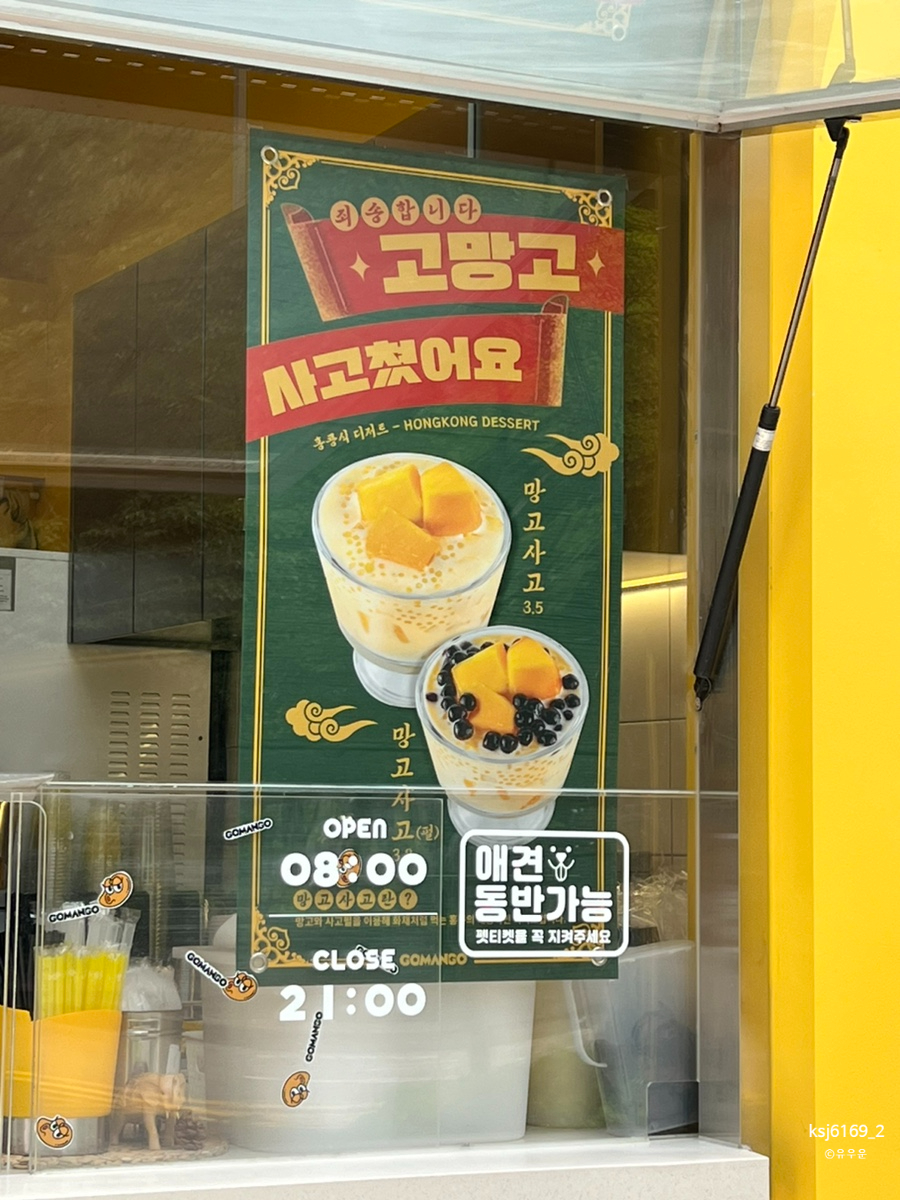 죄송합니다
고망고
사고쳤어요
홍콩식 디저트 - HONGKONG DESSERT
망고사고
3.5
망고사고(펄)
OPEN
08:00
망고사고란?
CLOSE
GOMANGO
21:00
애견
동반가능
펫티켓을 꼭 지켜주세요
GOMANGO
GOMANGO
GOMANGO
GOMANGO
ksj6169_2
©유우운